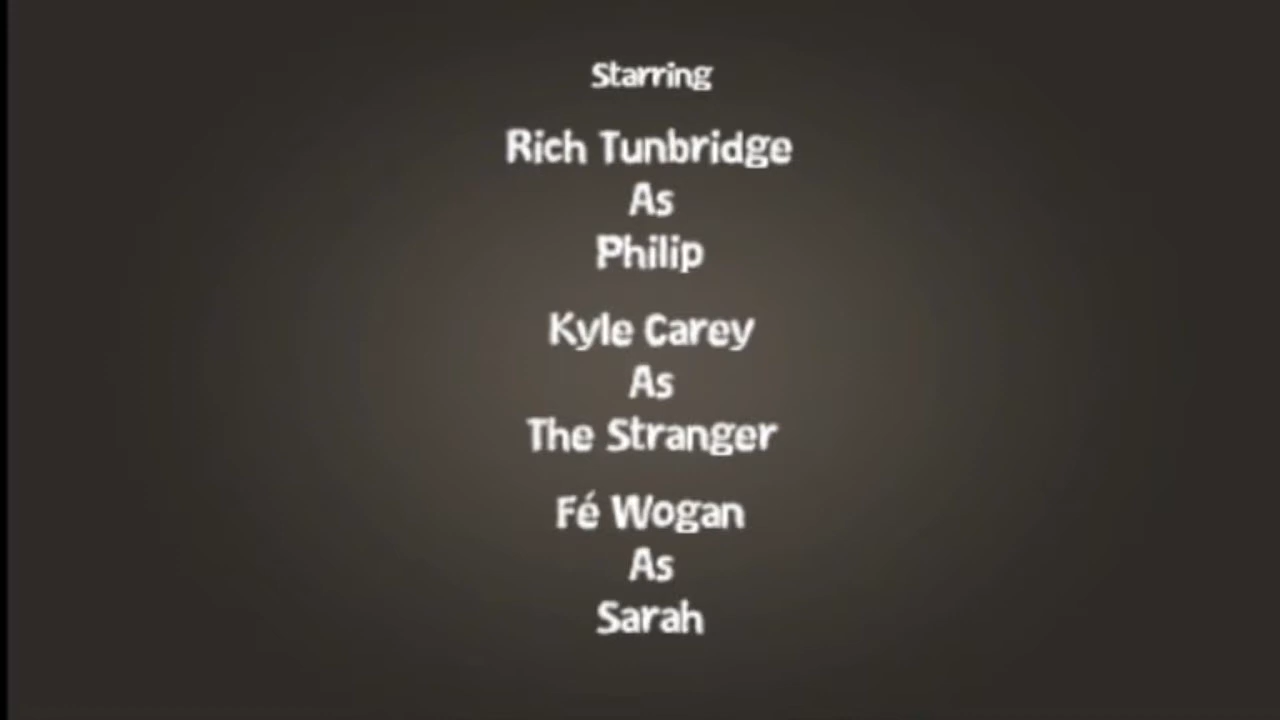 Starring
Rich Tunbridge
As
Philip
Kyle Carey
As
The Stranger
Fé Wogan
As
Sarah